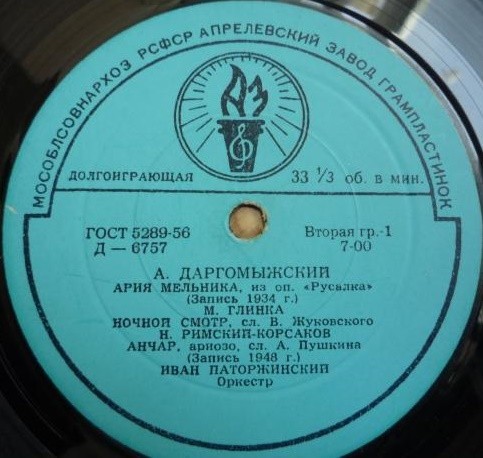 МОСОБЛСОВНАРХОЗ РСФСР АПРЕЛЕВСКИЙ ЗАВОД ГРАМПЛАСТИНОК
АЗ
ДОЛГОИГРАЮЩАЯ 33 1/3 об. в мин.
ГОСТ 5289-56 Вторая гр.-1
Д — 6757 7-00
А. ДАРГОМЫЖСКИЙ
АРИЯ МЕЛЬНИКА, из оп. «Русалка»
(Запись 1934 г.)
М. ГЛИНКА
НОЧНОЙ СМОТР, сл. В. Жуковского
Н. РИМСКИЙ-КОРСАКОВ
АНЧАР, ариозо, сл. А. Пушкина
(Запись 1948 г.)
ИВАН ПАТОРЖИНСКИЙ
Оркестр